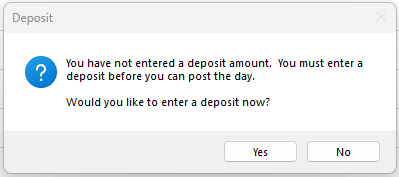 Deposit
You have not entered a deposit amount.  You must enter a
deposit before you can post the day.
Would you like to enter a deposit now?
Yes
No